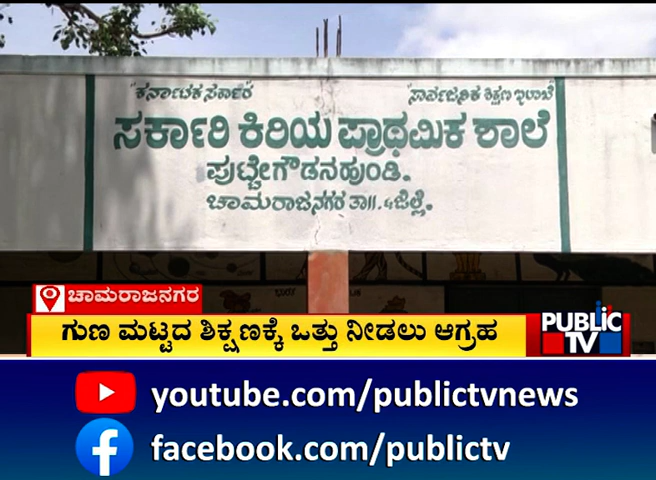 "ಕರ್ನಾಟಕ ಸರ್ಕಾರ" "ಸಾರ್ವಜನಿಕ ಶಿಕ್ಷಣ ಇಲಾಖೆ"
ಸರ್ಕಾರಿ ಕಿರಿಯ ಪ್ರಾಥಮಿಕ ಶಾಲೆ
ಪುಟ್ಟೇಗೌಡನಹುಂಡಿ.
ಚಾಮರಾಜನಗರ ತಾ॥. ಜಿಲ್ಲೆ.
ಚಾಮರಾಜನಗರ
ಗುಣ ಮಟ್ಟದ ಶಿಕ್ಷಣಕ್ಕೆ ಒತ್ತು ನೀಡಲು ಆಗ್ರಹ
PUBLIC
TV
youtube.com/publictvnews
facebook.com/publictv